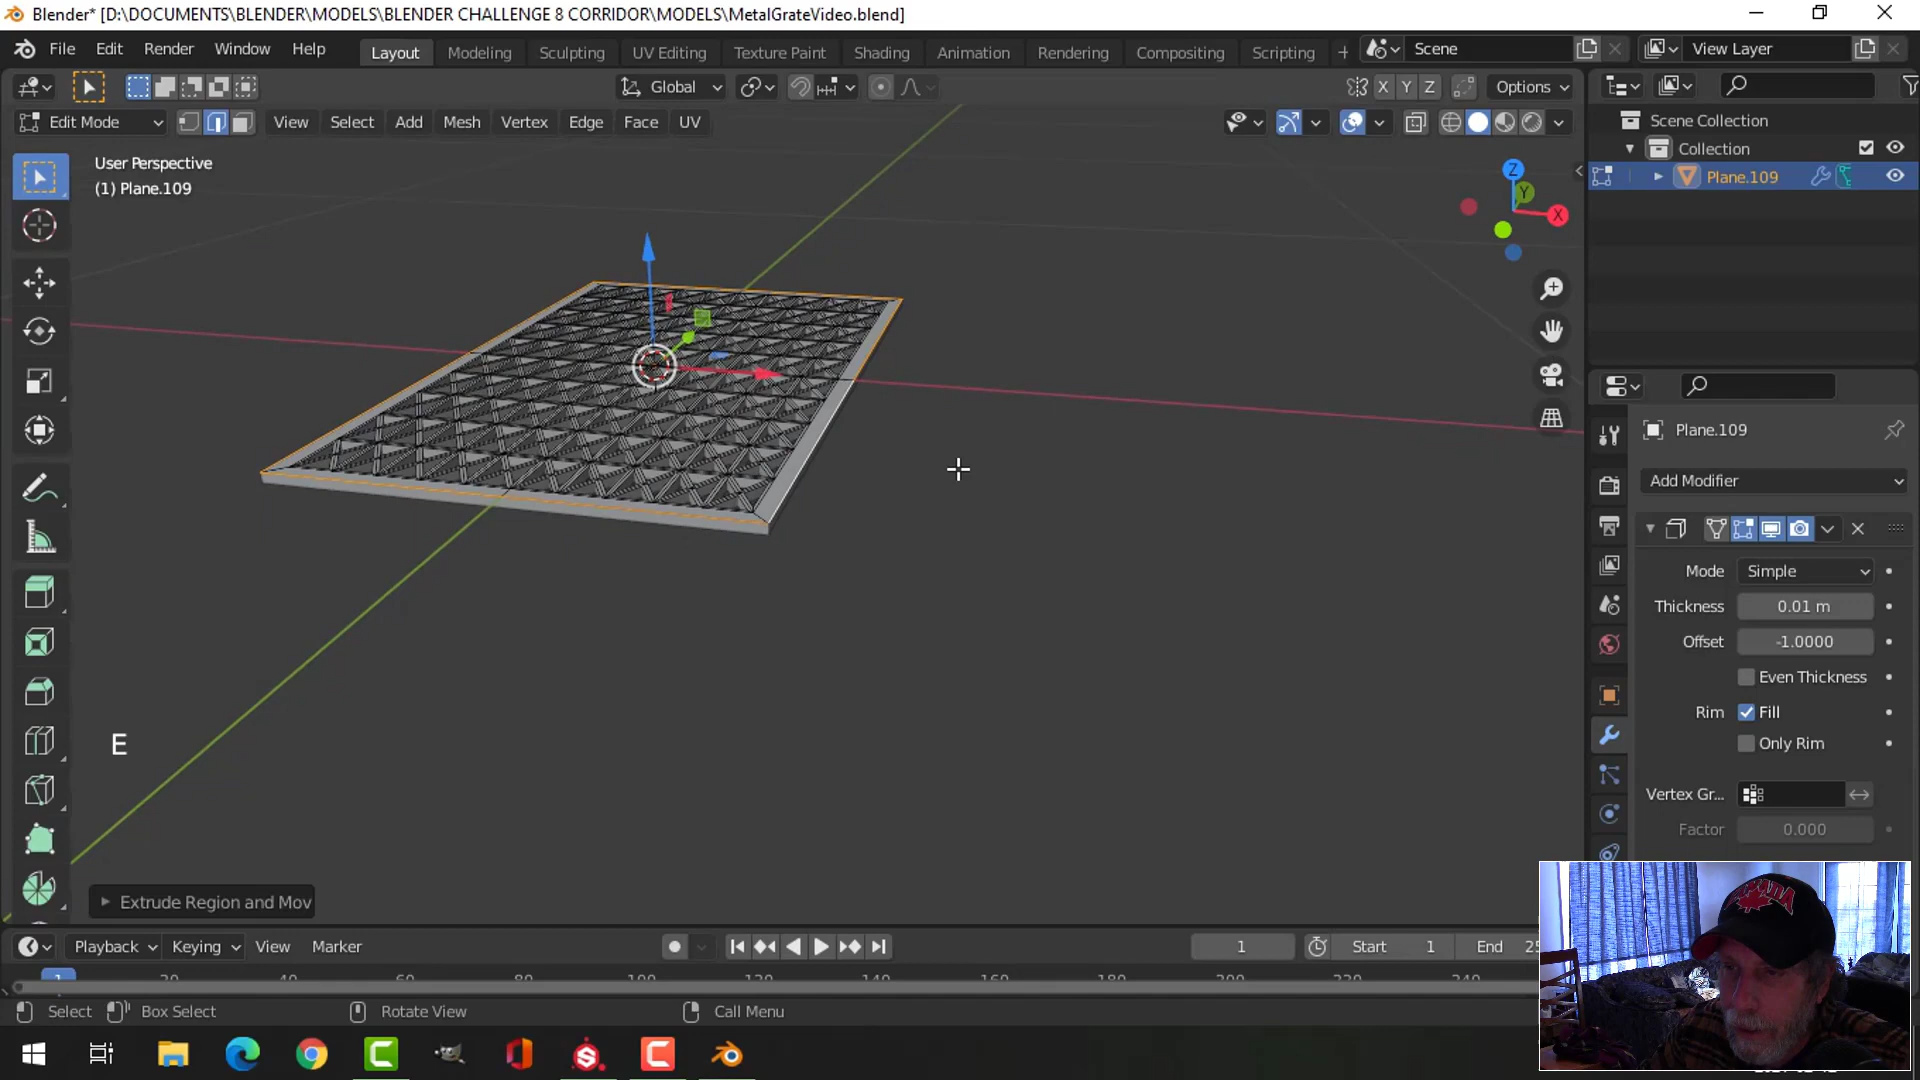 Blender* [D:\DOCUMENTS\BLENDER\MODELS\BLENDER CHALLENGE 8 CORRIDOR\MODELS\MetalGrateVideo.blend]
File Edit Render Window Help Layout Modeling Sculpting UV Editing Texture Paint Shading Animation Rendering Compositing Scripting + Scene View Layer
Global X Y Z Options
Edit Mode View Select Add Mesh Vertex Edge Face UV
Scene Collection
Collection
Plane.109
User Perspective
(1) Plane.109
Z
Y
X
Plane.109
Add Modifier
Mode Simple
Thickness 0.01 m
Offset -1.0000
Even Thickness
Rim Fill
Only Rim
Vertex Gr...
Factor 0.000
E
Extrude Region and Mov
CANADA
Playback Keying View Marker 1 Start 1 End 25
1
Select Box Select Rotate View Call Menu